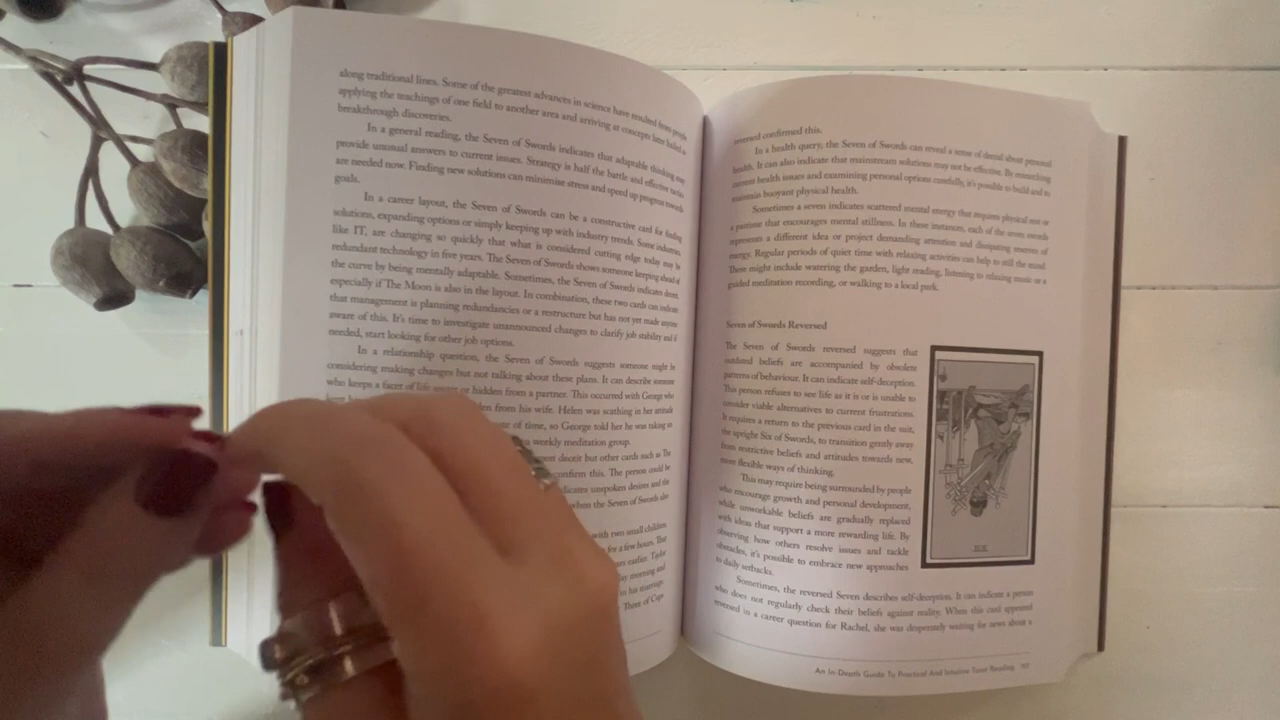 along traditional lines. Some of the greatest advances in science have resulted from people
applying the teachings of one field to another area and arriving at concepts later hailed as
breakthrough discoveries.
In a general reading, the Seven of Swords indicates that adaptable thinking may
provide unusual answers to current issues. Strategy is half the battle and effective tactics
are needed now. Finding new solutions can minimise stress and speed up progress towards
goals.
In a career layout, the Seven of Swords can be a constructive card for finding
solutions, expanding options or simply keeping up with industry trends. Some industries,
like IT, are changing so quickly that what is considered cutting edge today may be
redundant technology in five years. The Seven of Swords shows someone keeping ahead of
the curve by being mentally adaptable. Sometimes, the Seven of Swords indicates deceit,
especially if The Moon is also in the layout. In combination, these two cards can indicate
that management is planning redundancies or a restructure but has not yet made anyone
aware of this. It's time to investigate unannounced changes to clarify job stability and if
needed, start looking for other job options.
In a relationship question, the Seven of Swords suggests someone might be
considering making changes but not talking about these plans. It can describe someone
who keeps a facet of life secret or hidden from a partner. This occurred with George who
from his wife. Helen was scathing in her attitude
of time, so George told her he was taking
weekly meditation group.
deceit but other cards such as The
confirm this. The person could be
indicates unspoken desires and the
when the Seven of Swords also
with two small children
for a few hours. That
earlier. Taylor
morning and
in his marriage.
Three of Cups
reversed confirmed this.
In a health query, the Seven of Swords can reveal a sense of denial about personal
health. It can also indicate that mainstream solutions may not be effective. By researching
current health issues and examining personal options carefully, it's possible to build and to
maintain buoyant physical health.
Sometimes a seven indicates scattered mental energy that requires physical rest or
a pastime that encourages mental stillness. In these instances, each of the seven swords
represents a different idea or project demanding attention and dissipating reserves of
energy. Regular periods of quiet time with relaxing activities can help to still the mind.
These might include watering the garden, light reading, listening to relaxing music or a
guided meditation recording, or walking to a local park.
Seven of Swords Reversed
The Seven of Swords reversed suggests that
outdated beliefs are accompanied by obsolete
patterns of behaviour. It can indicate self-deception.
This person refuses to see life as it is or is unable to
consider viable alternatives to current frustrations.
It requires a return to the previous card in the suit,
the upright Six of Swords, to transition gently away
from restrictive beliefs and attitudes towards new,
more flexible ways of thinking.
This may require being surrounded by people
who encourage growth and personal development,
while unworkable beliefs are gradually replaced
with ideas that support a more rewarding life. By
observing how others resolve issues and tackle
obstacles, it's possible to embrace new approaches
to daily setbacks.
Sometimes, the reversed Seven describes self-deception. It can indicate a person
who does not regularly check their beliefs against reality. When this card appeared
reversed in a career question for Rachel, she was desperately waiting for news about a
An In Depth Guide To Practical And Intuitive Tarot Reading